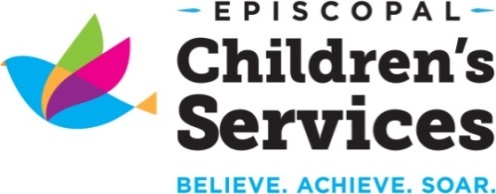 EPISCOPAL
Children's
Services
BELIEVE. ACHIEVE. SOAR.